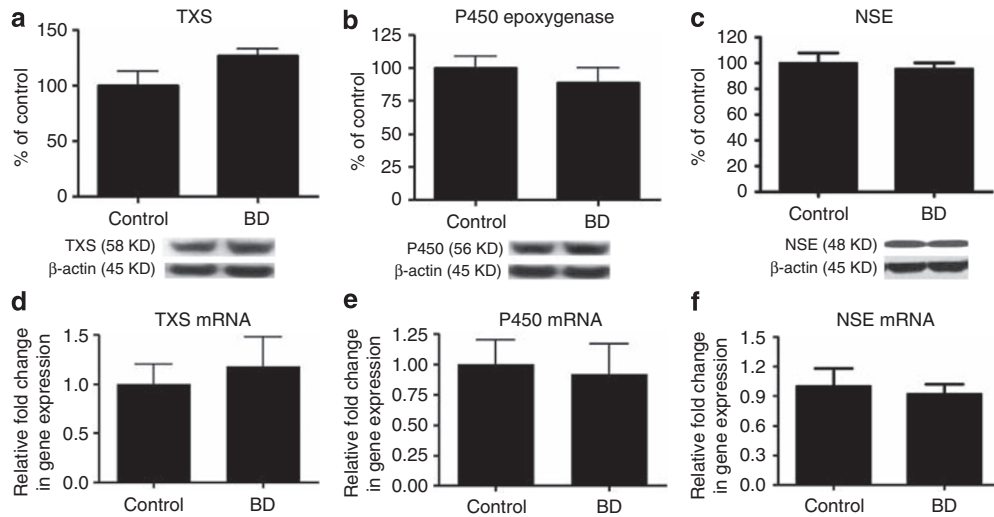 a
TXS
% of control
150
100
50
0
Control
BD
TXS (58 KD)
β-actin (45 KD)
b
P450 epoxygenase
% of control
125
100
75
50
25
0
Control
BD
P450 (56 KD)
β-actin (45 KD)
c
NSE
% of control
120
100
80
60
40
20
0
Control
BD
NSE (48 KD)
β-actin (45 KD)
d
TXS mRNA
Relative fold change
in gene expression
1.5
1.0
1.5
0.0
Control
BD
e
P450 mRNA
Relative fold change
in gene expression
1.25
1.00
0.75
0.50
0.25
0.00
Control
BD
f
NSE mRNA
Relative fold change
in gene expression
1.5
1.2
0.9
0.6
0.3
0.0
Control
BD